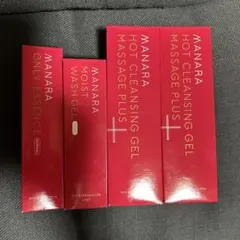 MANARA
ONLY ESSENCE
MANARA
MOIST
WASH GEL
MANARA
HOT CLEANSING GEL
MASSAGE PLUS
MANARA
HOT CLEANSING GEL
MASSAGE PLUS